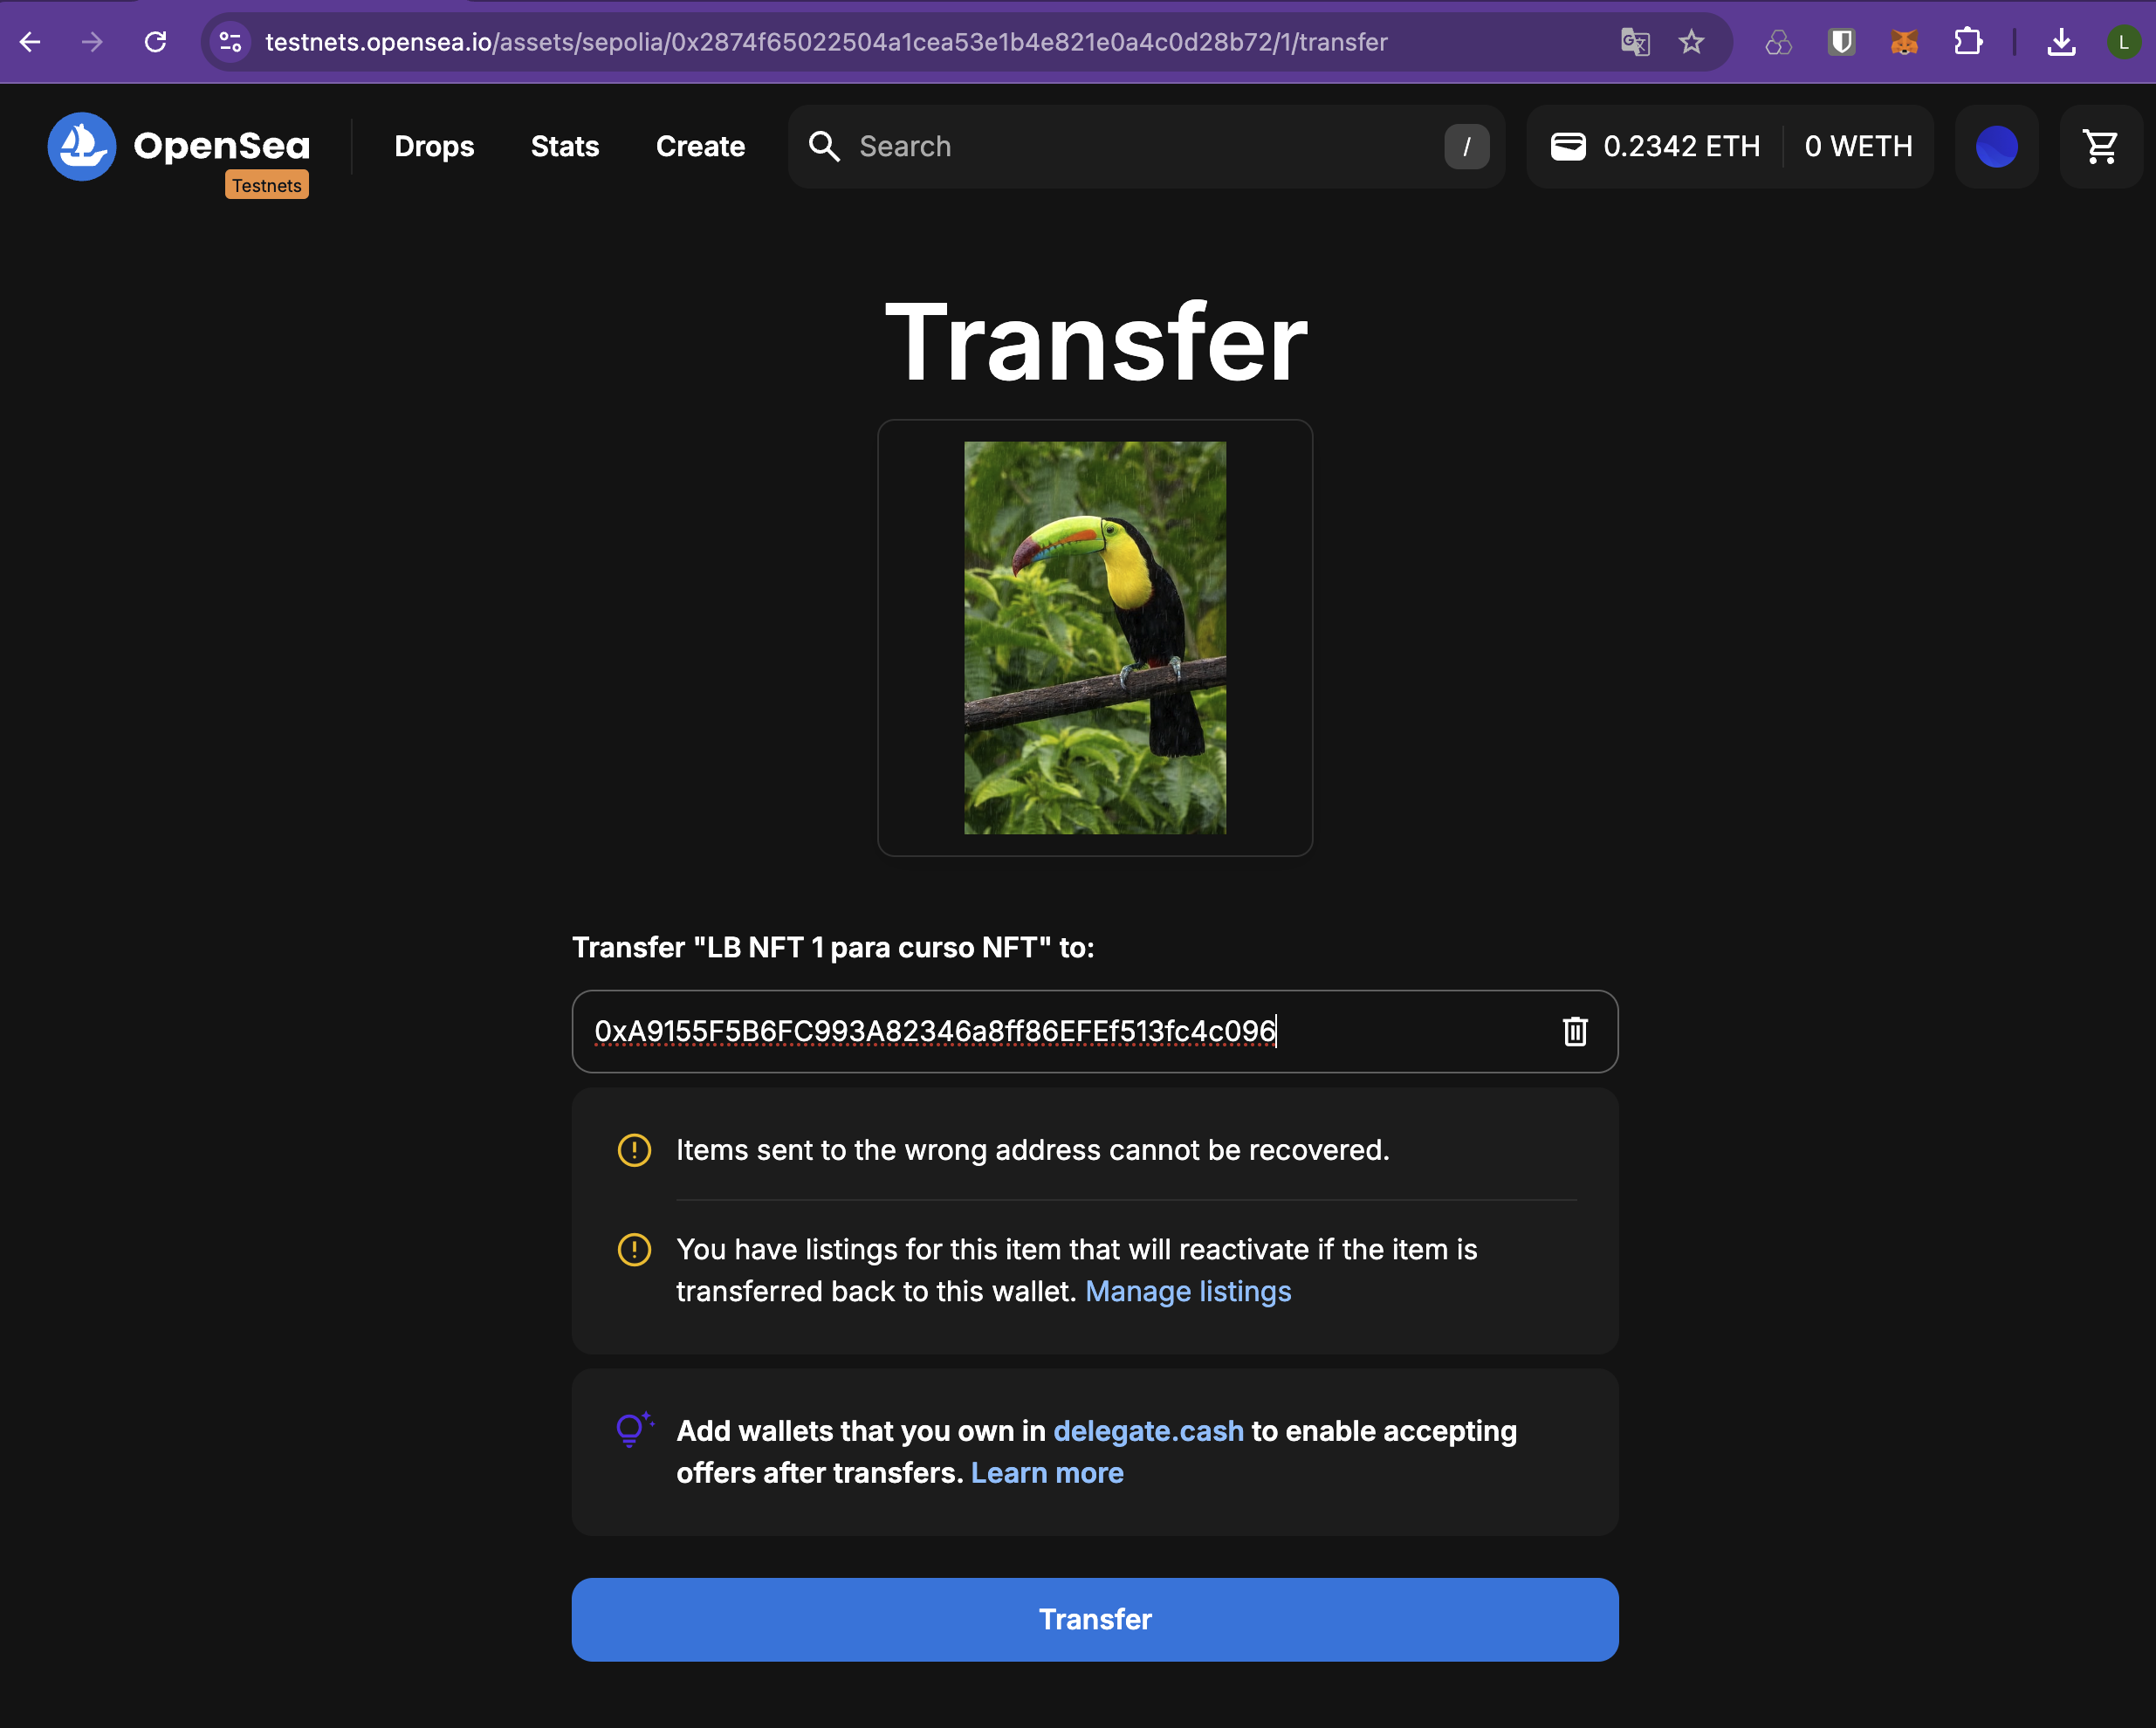 testnets.opensea.io/assets/sepolia/0x2874f65022504a1cea53e1b4e821e0a4c0d28b72/1/transfer
L
OpenSea
Testnets
Drops
Stats
Create
Search
/
0.2342 ETH
0 WETH
Transfer
Transfer "LB NFT 1 para curso NFT" to:
0xA9155F5B6FC993A82346a8ff86EFEf513fc4c096
Items sent to the wrong address cannot be recovered.
You have listings for this item that will reactivate if the item is
transferred back to this wallet. Manage listings
Add wallets that you own in delegate.cash to enable accepting
offers after transfers. Learn more
Transfer